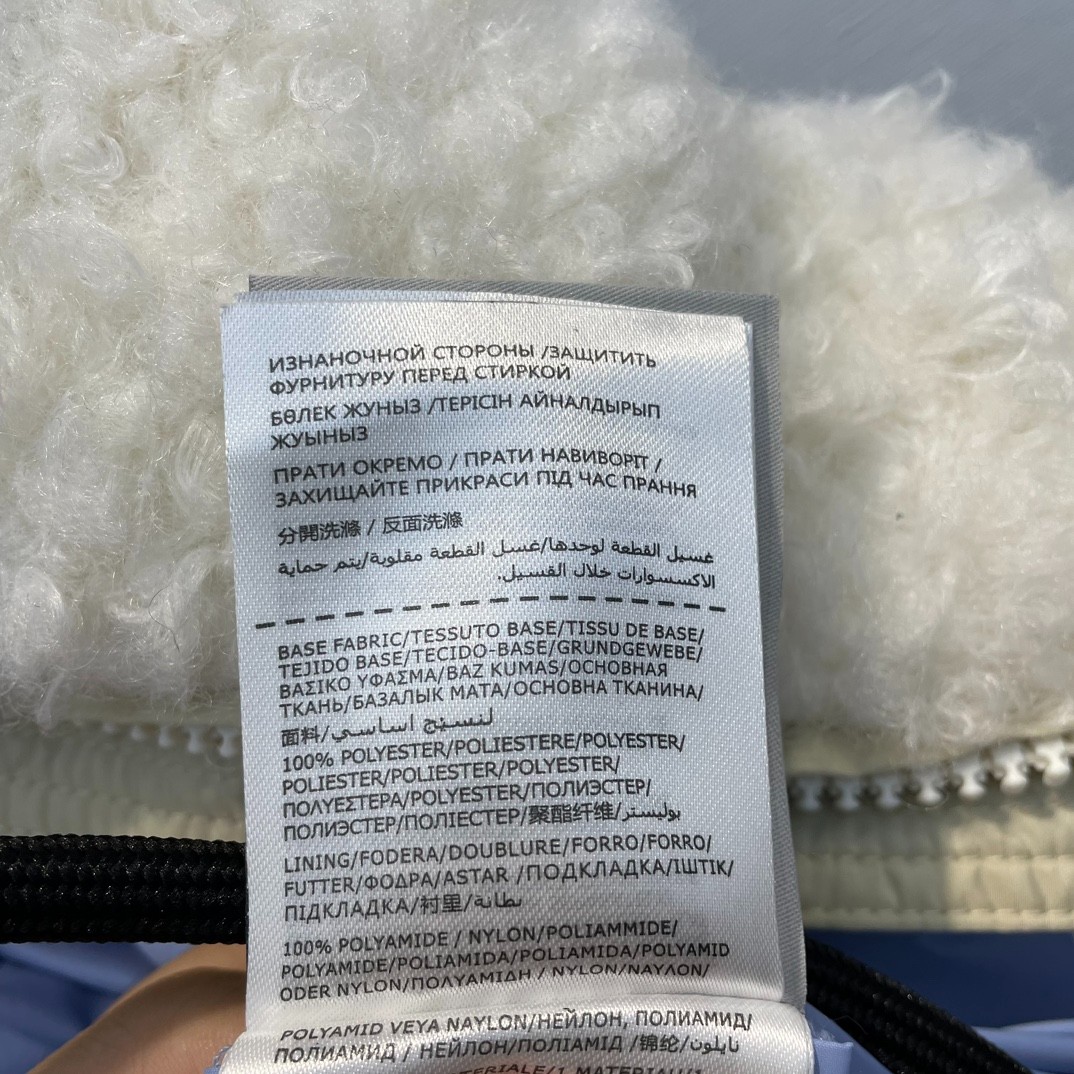 ИЗНАНОЧНОЙ СТОРОНЫ /ЗАЩИТИТЬ
ФУРНИТУРУ ПЕРЕД СТИРКОЙ
БӨЛЕК ЖУНЫЗ /ТЕРІСІН АЙНАЛДЫРЫП
ЖУЫНЫЗ
ПРАТИ ОКРЕМО / ПРАТИ НАВИВОРІТ /
ЗАХИЩАЙТЕ ПРИКРАСИ ПІД ЧАС ПРАННЯ
分開洗滌 / 反面洗滌
غسيل القطعة لوحدها/غسل القطعة مقلوبة/يتم حماية
الاكسسوارات خلال القسيل.
BASE FABRIC/TESSUTO BASE/TISSU DE BASE/
TEJIDO BASE/TECIDO-BASE/GRUNDGEWEBE/
ΒΑΣΙΚΟ ΥΦΑΣΜΑ/BAZ KUMAS/ОСНОВНАЯ
ТКАНЬ/БАЗАЛЫК МАТА/ОСНОВНА ТКАНИНА/
面料/لنسيج اساسي
100% POLYESTER/POLIESTERE/POLYESTER/
POLIESTER/POLIESTER/POLYESTER/
ΠΟΛΥΕΣΤΕΡΑ/POLYESTER/ПОЛИЭСТЕР/
ПОЛИЭСТЕР/ПОЛІЕСТЕР/聚酯纤维/بوليستر
LINING/FODERA/DOUBLURE/FORRO/FORRO/
FUTTER/ΦΟΔΡΑ/ASTAR /ПОДКЛАДКА/ІШТІК/
ПІДКЛАДКА/衬里/بطانة
100% POLYAMIDE / NYLON/POLIAMMIDE/
POLYAMIDE/POLIAMIDA/POLIAMIDA/POLYAMID
ODER NYLON/ΠΟΛΥΑΜΙΔΗ / NYLON/ΝΑΥΛΟΝ/
POLYAMID VEYA NAYLON/НЕЙЛОН, ПОЛИАМИД/
ПОЛИАМИД / НЕЙЛОН/ПОЛІАМІД /锦纶/نايلون